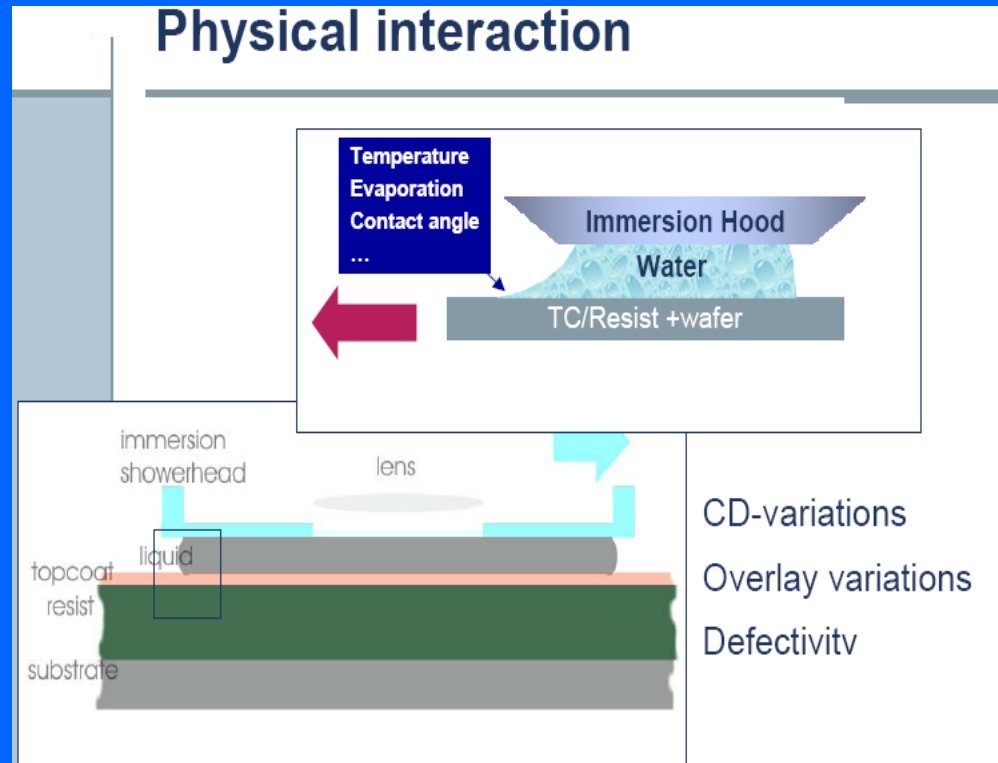 Physical interaction
Temperature
Evaporation
Contact angle
...
Immersion Hood
Water
TC/Resist +wafer
immersion
showerhead
lens
liquid
topcoat
resist
substrate
CD-variations
Overlay variations
Defectivity